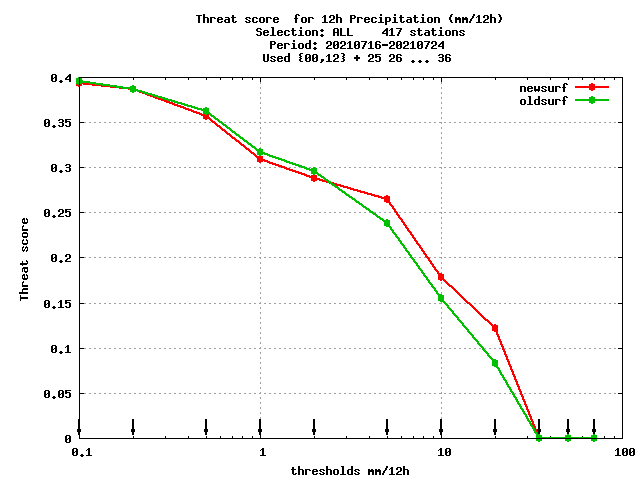 Threat score  for 12h Precipitation (mm/12h)
Selection: ALL    417 stations
Period: 20210716-20210724
Used {00,12} + 25 26 ... 36
newsurf
oldsurf
0.4
0.35
0.3
0.25
0.2
0.15
0.1
0.05
0
Threat score
0.1
1
10
100
thresholds mm/12h